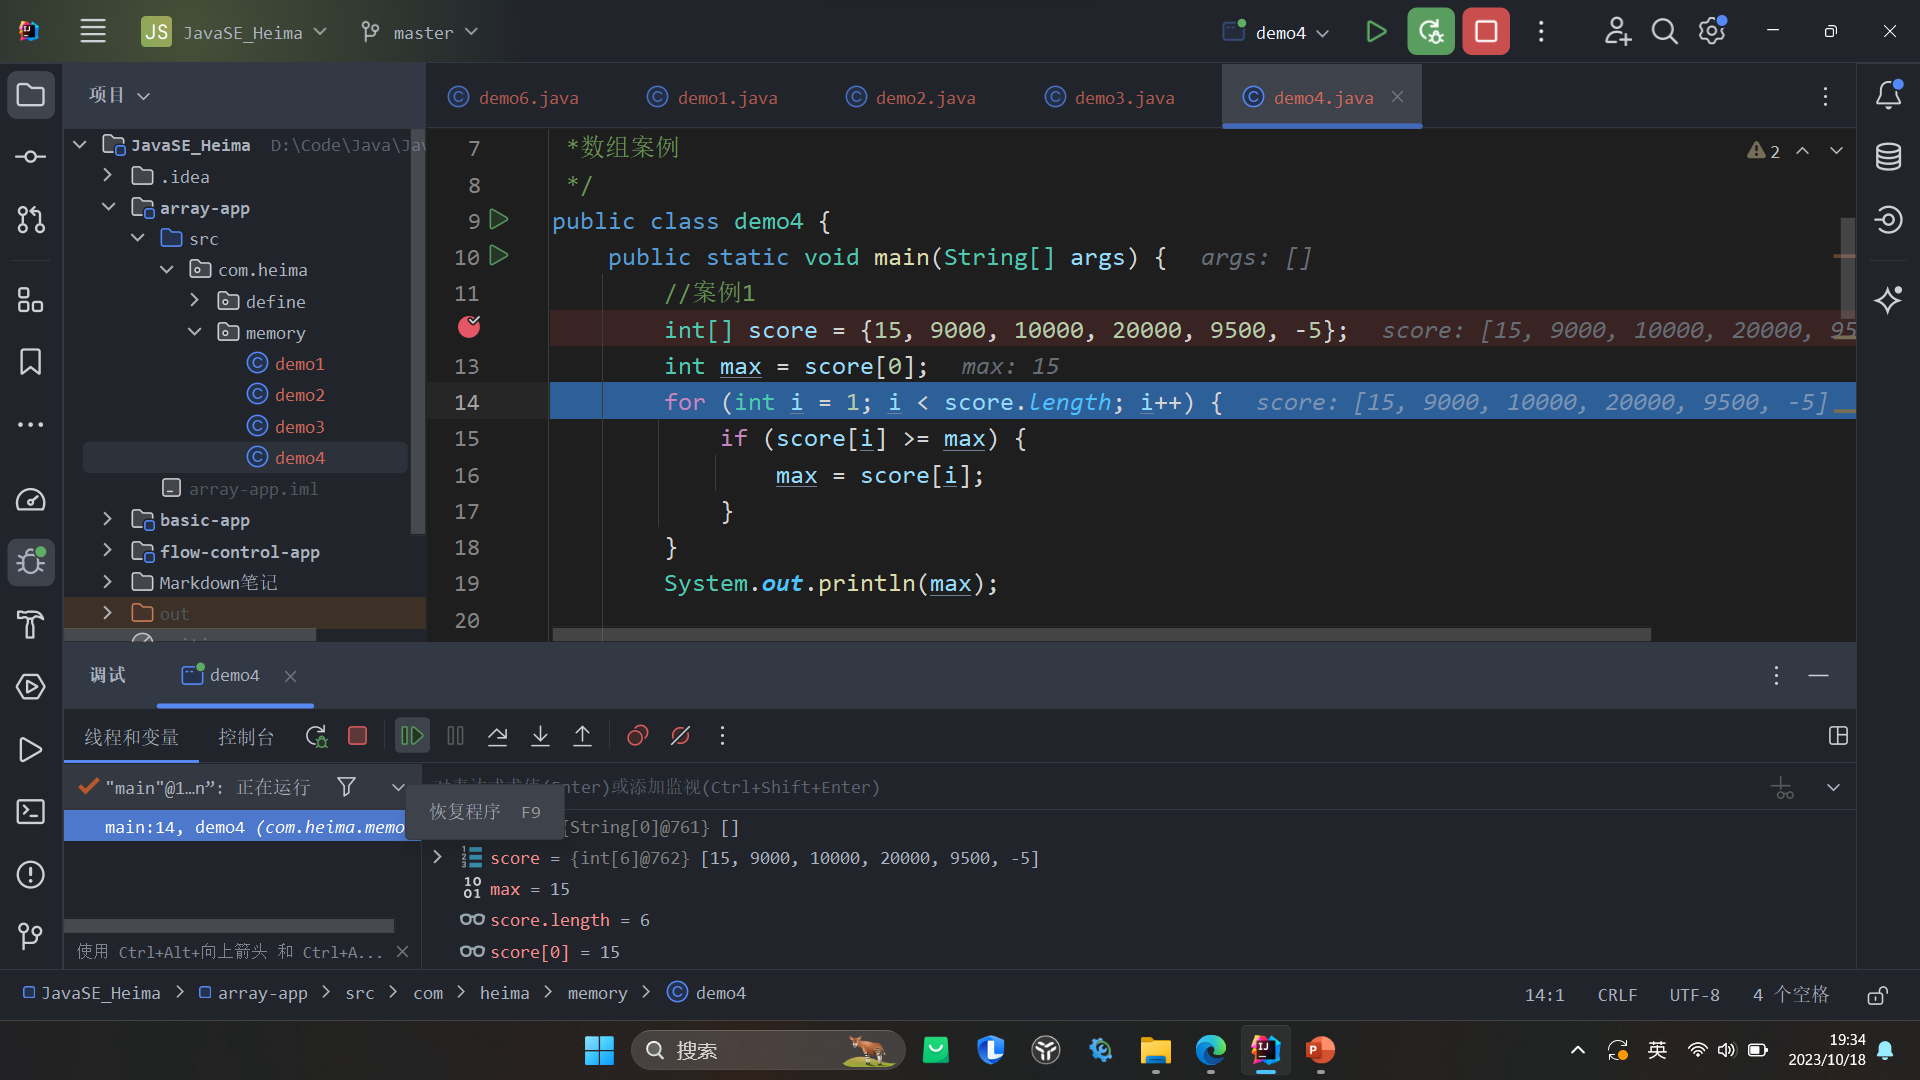 JS JavaSE_Heima master demo4
项目
demo6.java demo1.java demo2.java demo3.java demo4.java
JavaSE_Heima D:\Code\Java\Jav
.idea
array-app
src
com.heima
define
memory
demo1
demo2
demo3
demo4
array-app.iml
basic-app
flow-control-app
Markdown笔记
out
2
7 *数组案例
8 */
9 public class demo4 {
10 public static void main(String[] args) { args: []
11 //案例1
int[] score = {15, 9000, 10000, 20000, 9500, -5}; score: [15, 9000, 10000, 20000, 95
13 int max = score[0]; max: 15
14 for (int i = 1; i < score.length; i++) { score: [15, 9000, 10000, 20000, 9500, -5]
15 if (score[i] >= max) {
16 max = score[i];
17 }
18 }
19 System.out.println(max);
20
调试 demo4
线程和变量 控制台
"main"@1...n”: 正在运行
(Enter)或添加监视(Ctrl+Shift+Enter)
恢复程序 F9
main:14, demo4 (com.heima.memo
{String[0]@761} []
score = {int[6]@762} [15, 9000, 10000, 20000, 9500, -5]
max = 15
score.length = 6
score[0] = 15
使用 Ctrl+Alt+向上箭头 和 Ctrl+A...
JavaSE_Heima > array-app > src > com > heima > memory > demo4
14:1 CRLF UTF-8 4 个空格
搜索
英
19:34
2023/10/18